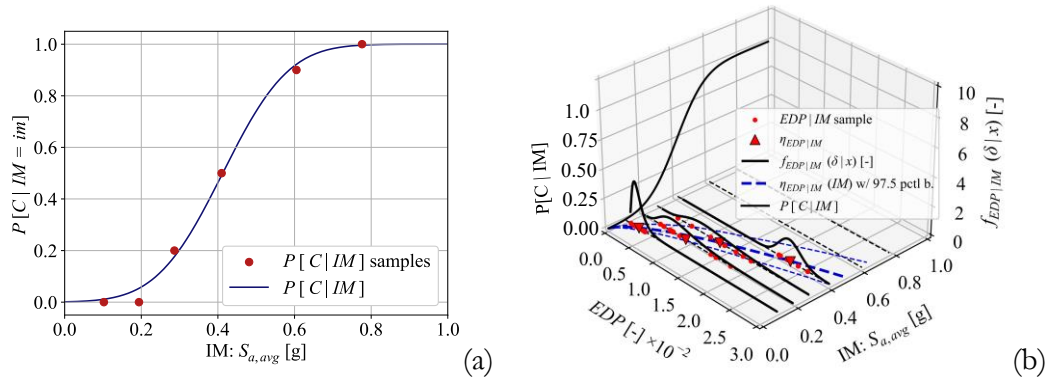 1.0
0.8
0.6
0.4
0.2
0.0
P [C | IM = im]
P [ C | IM ] samples
P [ C | IM ]
0.0 0.2 0.4 0.6 0.8 1.0
IM: S_{a, avg} [g]
(a)
P[C | IM]
1.0
0.75
0.50
0.25
0.00
EDP | IM sample
η_{EDP | IM}
f_{EDP | IM} (δ | x) [-]
η_{EDP | IM} (IM) w/ 97.5 pctl b.
P [ C | IM ]
10
8
6
4
2
0
f_{EDP | IM} (δ | x) [-]
0.0
0.5
1.0
1.5
2.0
2.5
3.0
EDP [-] ×10⁻²
0.0
0.2
0.4
0.6
0.8
1.0
IM: S_{a, avg} [g]
(b)